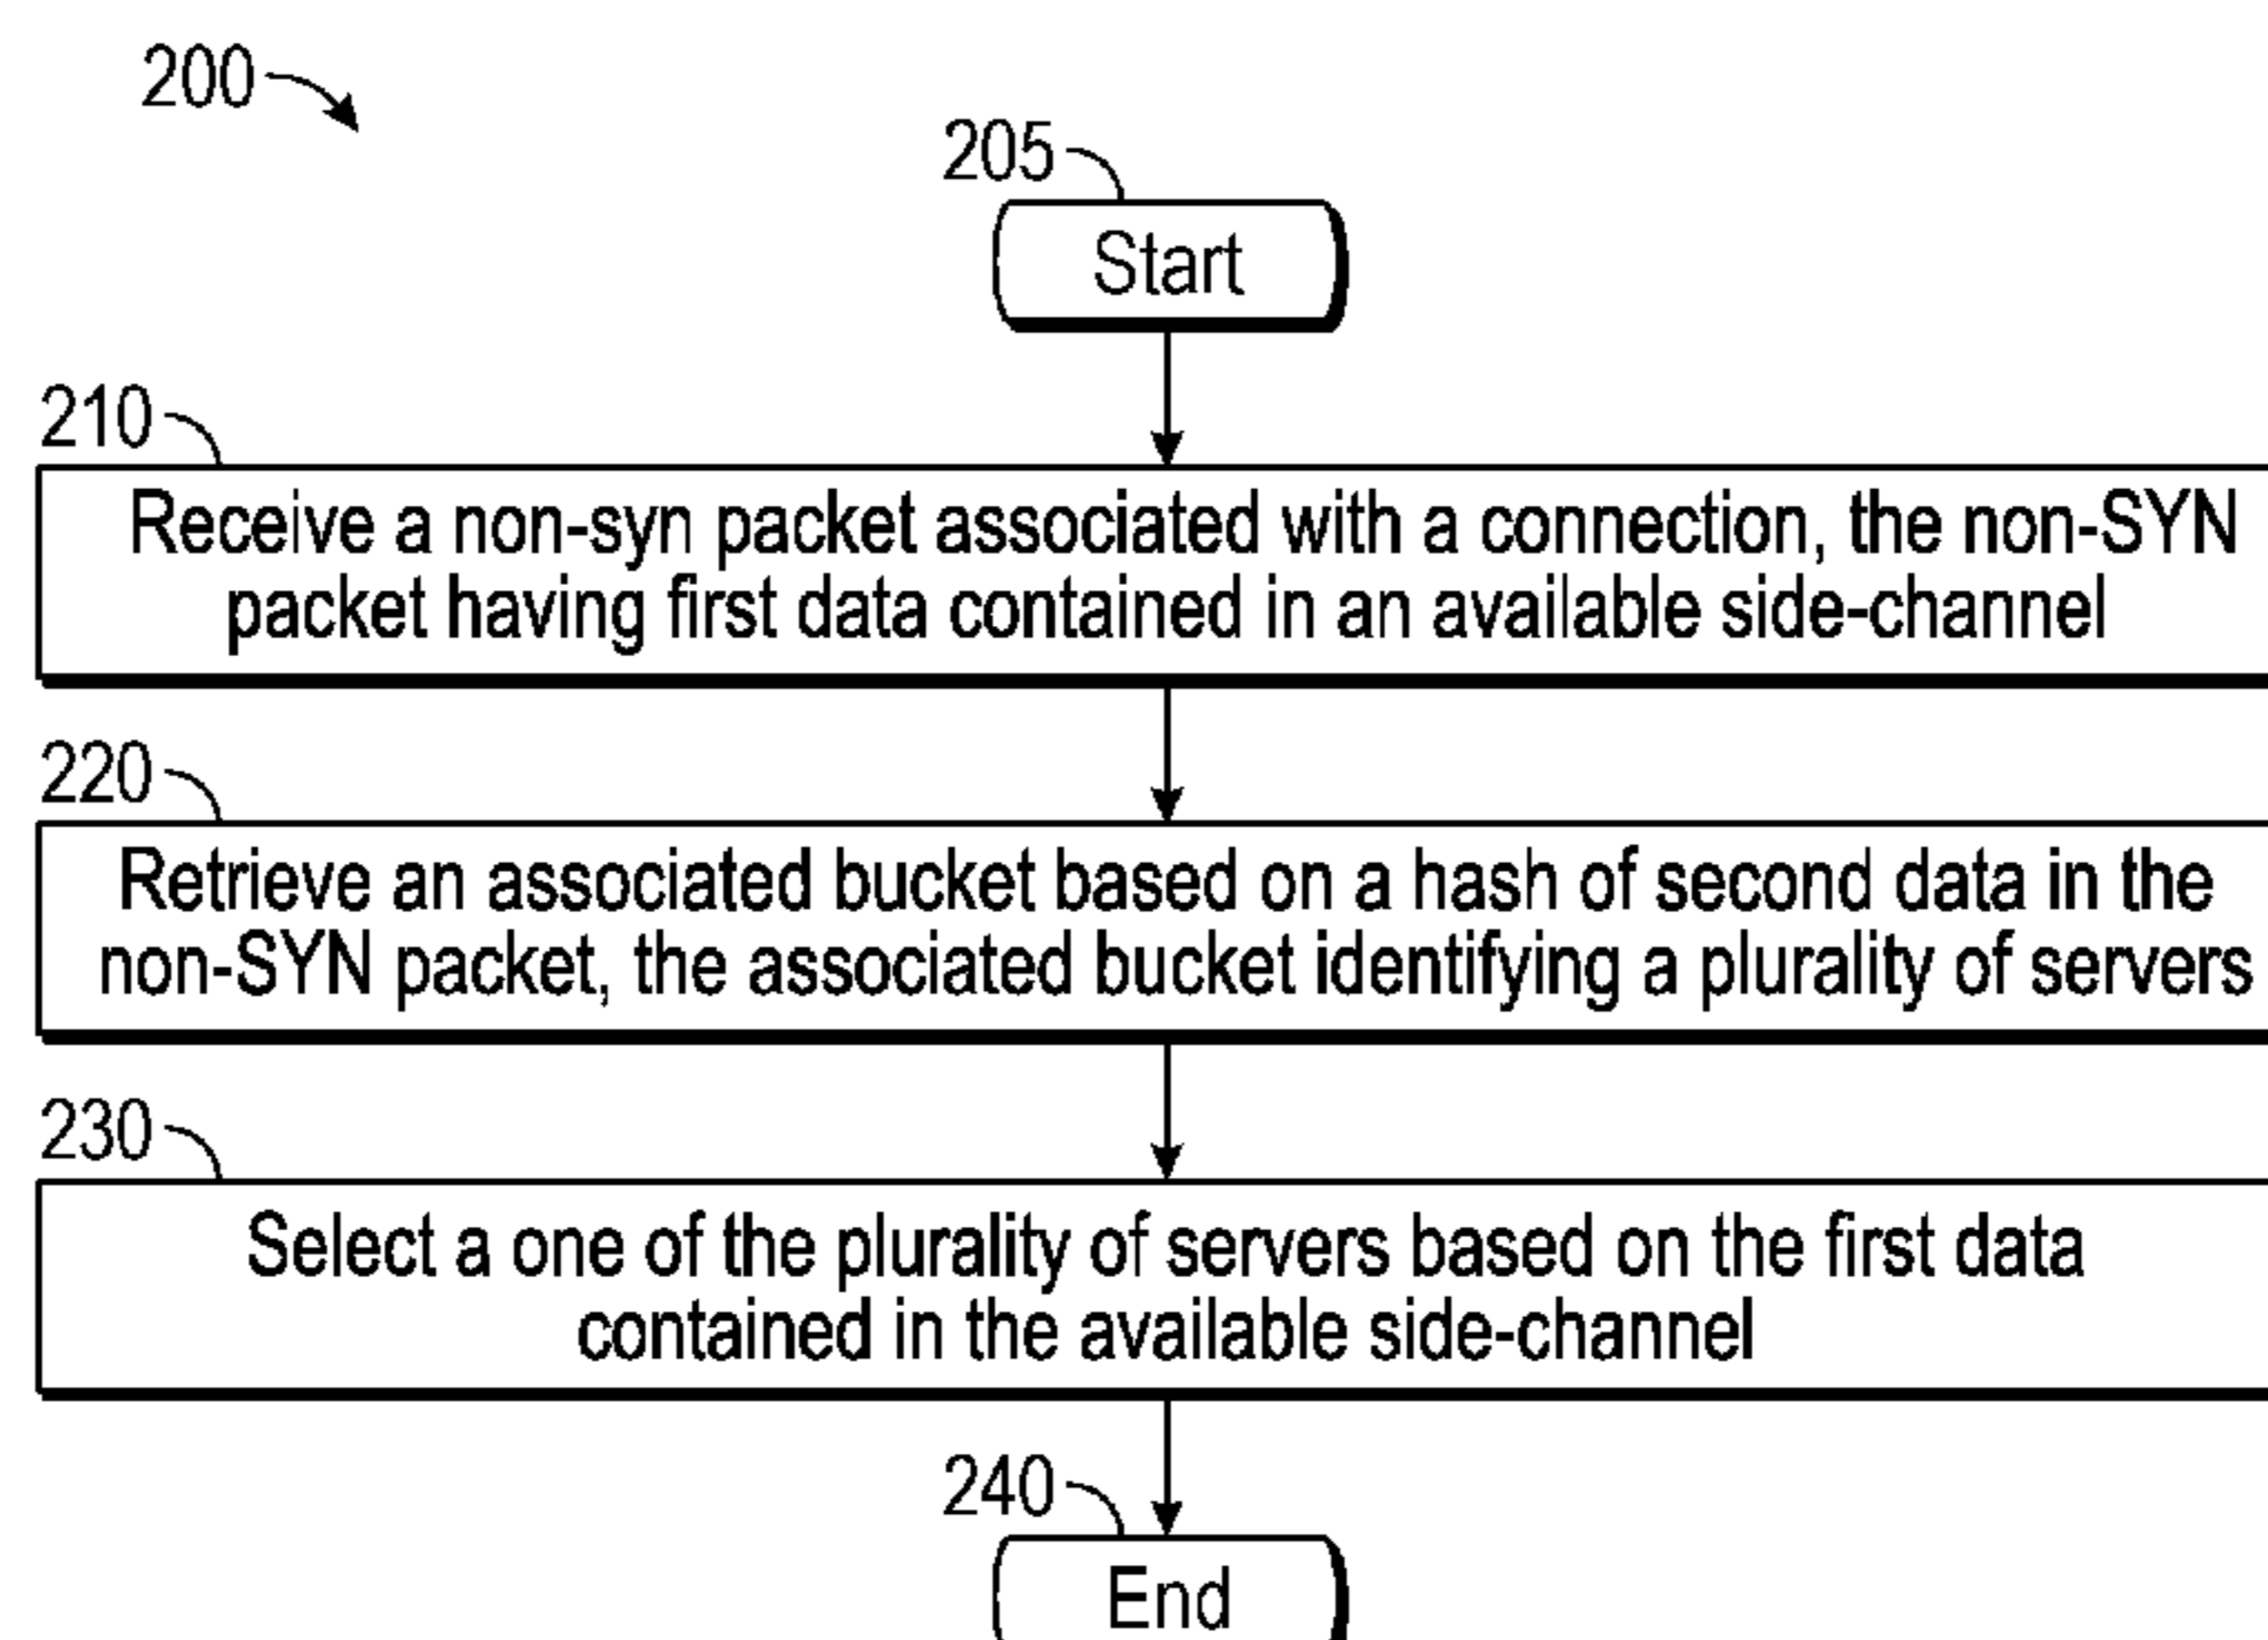 200
205
Start
210
Receive a non-syn packet associated with a connection, the non-SYN
packet having first data contained in an available side-channel
220
Retrieve an associated bucket based on a hash of second data in the
non-SYN packet, the associated bucket identifying a plurality of servers
230
Select a one of the plurality of servers based on the first data
contained in the available side-channel
240
End